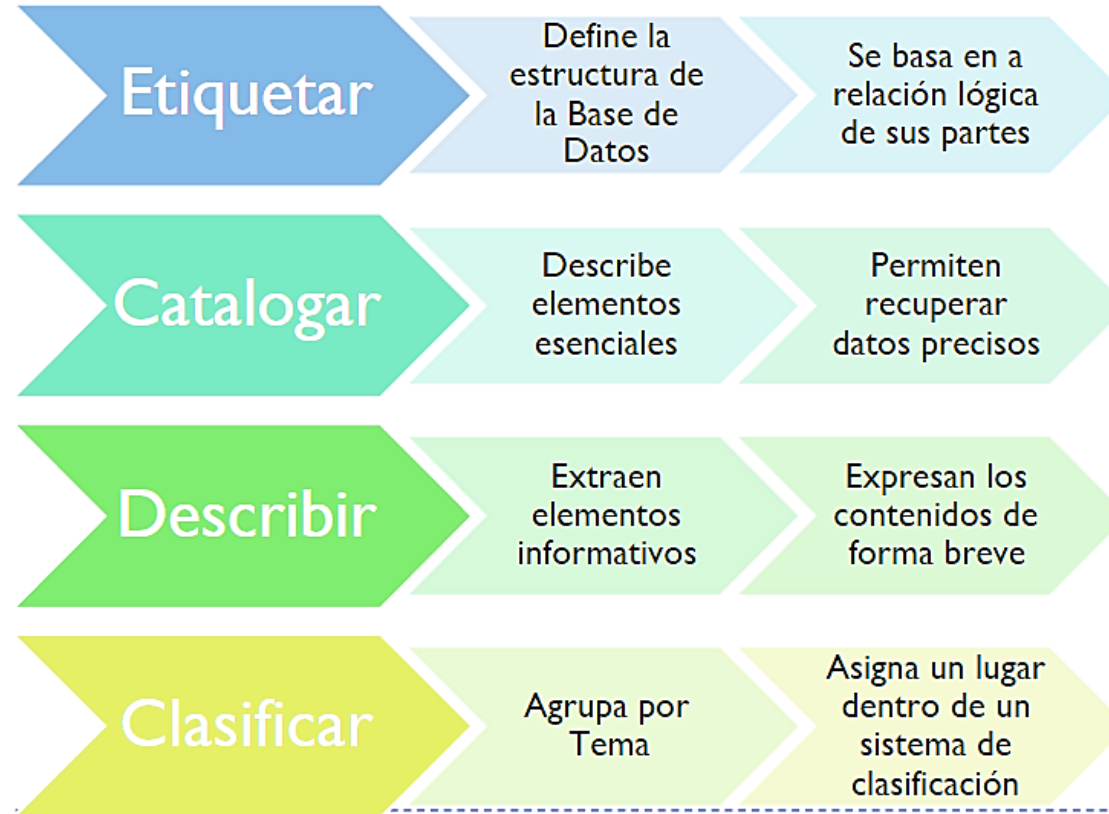 Etiquetar
Define la
estructura de
la Base de
Datos
Se basa en a
relación lógica
de sus partes
Catalogar
Describe
elementos
esenciales
Permiten
recuperar
datos precisos
Describir
Extraen
elementos
informativos
Expresan los
contenidos de
forma breve
Clasificar
Agrupa por
Tema
Asigna un lugar
dentro de un
sistema de
clasificación